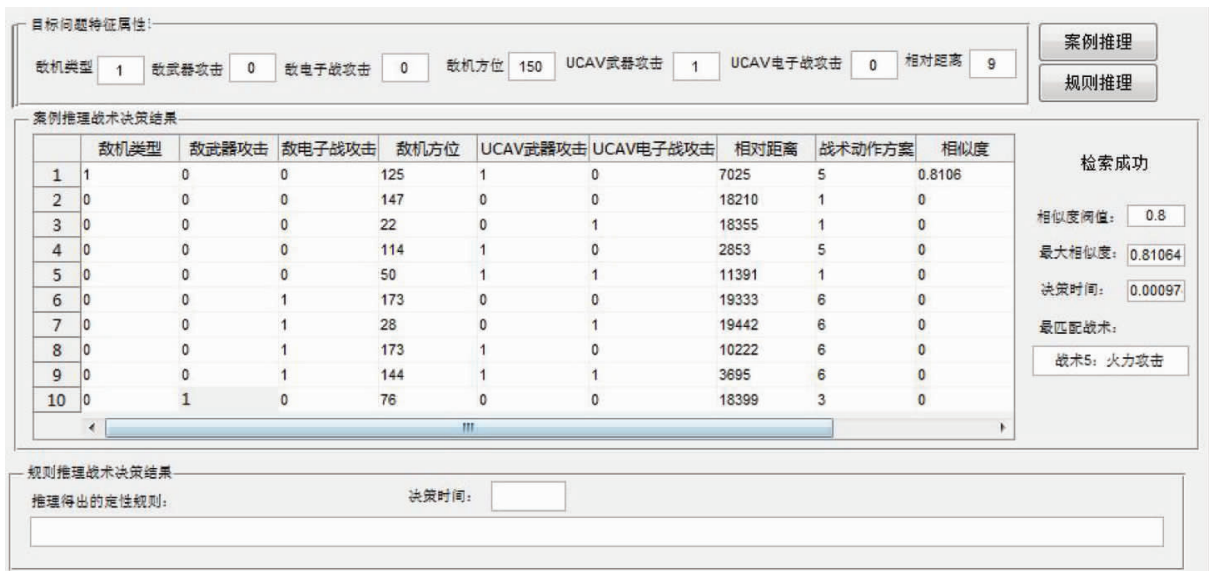 目标问题特征属性:
敌机类型 1 敌武器攻击 0 敌电子战攻击 0 敌机方位 150 UCAV武器攻击 1 UCAV电子战攻击 0 相对距离 9
案例推理
规则推理
案例推理战术决策结果
敌机类型 敌武器攻击 敌电子战攻击 敌机方位 UCAV武器攻击 UCAV电子战攻击 相对距离 战术动作方案 相似度
1 1 0 0 125 1 0 7025 5 0.8106
2 0 0 0 147 0 0 18210 1 0
3 0 0 0 22 0 1 18355 1 0
4 0 0 0 114 1 0 2853 5 0
5 0 0 0 50 1 1 11391 1 0
6 0 0 1 173 0 0 19333 6 0
7 0 0 1 28 0 1 19442 6 0
8 0 0 1 173 1 0 10222 6 0
9 0 0 1 144 1 1 3695 6 0
10 0 1 0 76 0 0 18399 3 0
检索成功
相似度阀值: 0.8
最大相似度: 0.81064
决策时间: 0.00097
最匹配战术:
战术5: 火力攻击
规则推理战术决策结果
推理得出的定性规则: 决策时间: